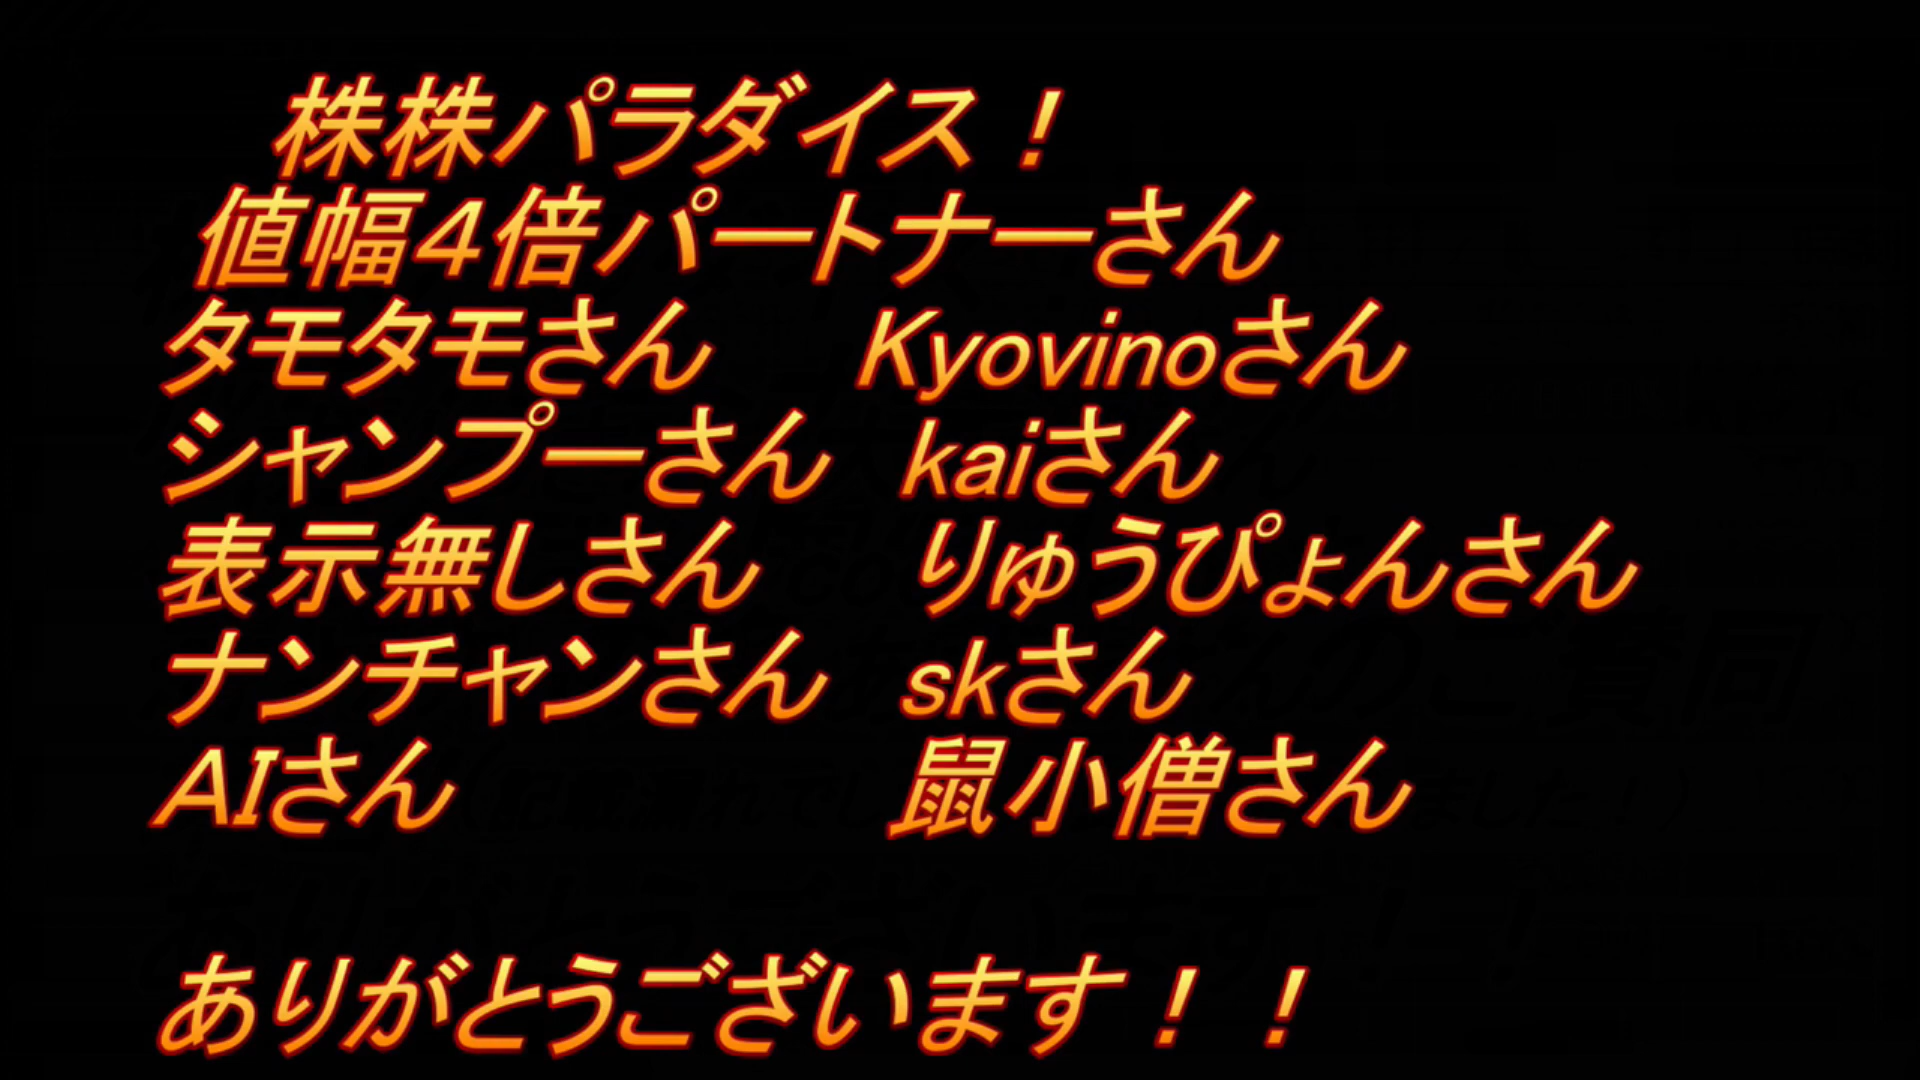 株株パラダイス！
値幅４倍パートナーさん
タモタモさん　Kyovinoさん
シャンプーさん　kaiさん
表示無しさん　りゅうぴょんさん
ナンチャンさん　skさん
AIさん　鼠小僧さん
ありがとうございます！！